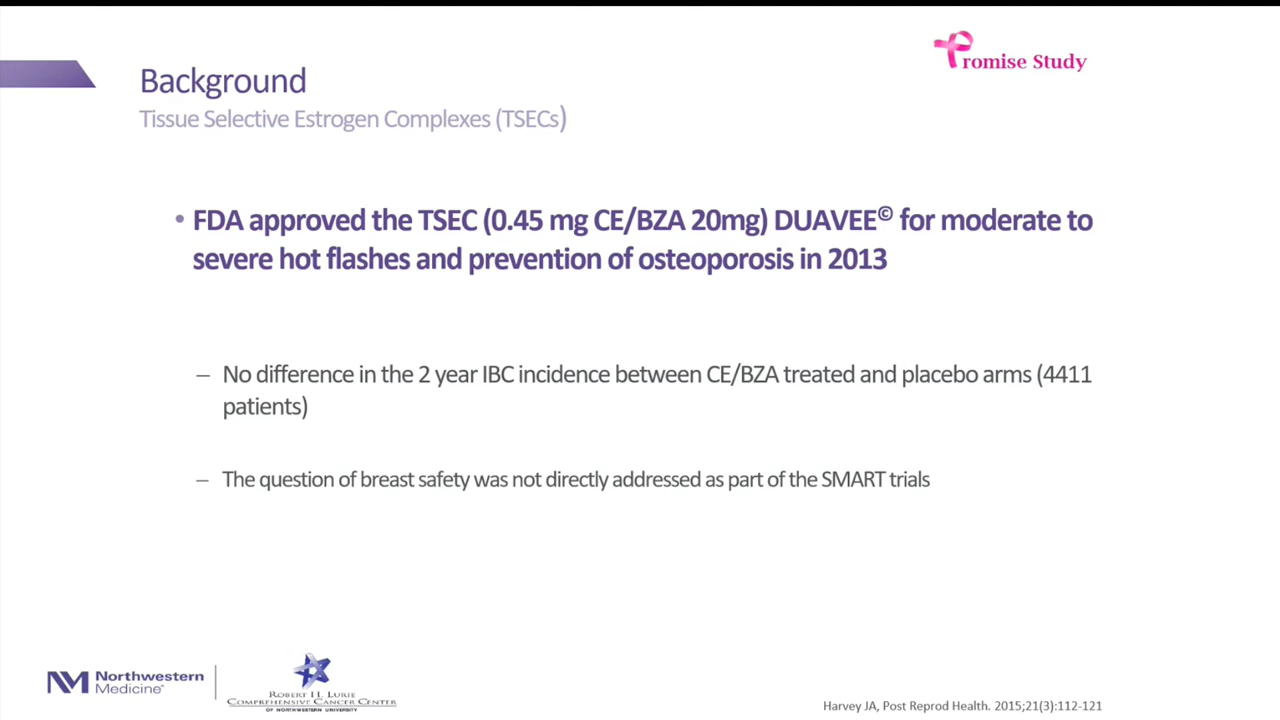 Promise Study
Background
Tissue Selective Estrogen Complexes (TSECs)
• FDA approved the TSEC (0.45 mg CE/BZA 20mg) DUAVEE© for moderate to
severe hot flashes and prevention of osteoporosis in 2013
– No difference in the 2 year IBC incidence between CE/BZA treated and placebo arms (4411
patients)
– The question of breast safety was not directly addressed as part of the SMART trials
NM Northwestern
Medicine®
Robert H. Lurie
Comprehensive Cancer Center
of Northwestern University
Harvey JA, Post Reprod Health. 2015;21(3):112-121